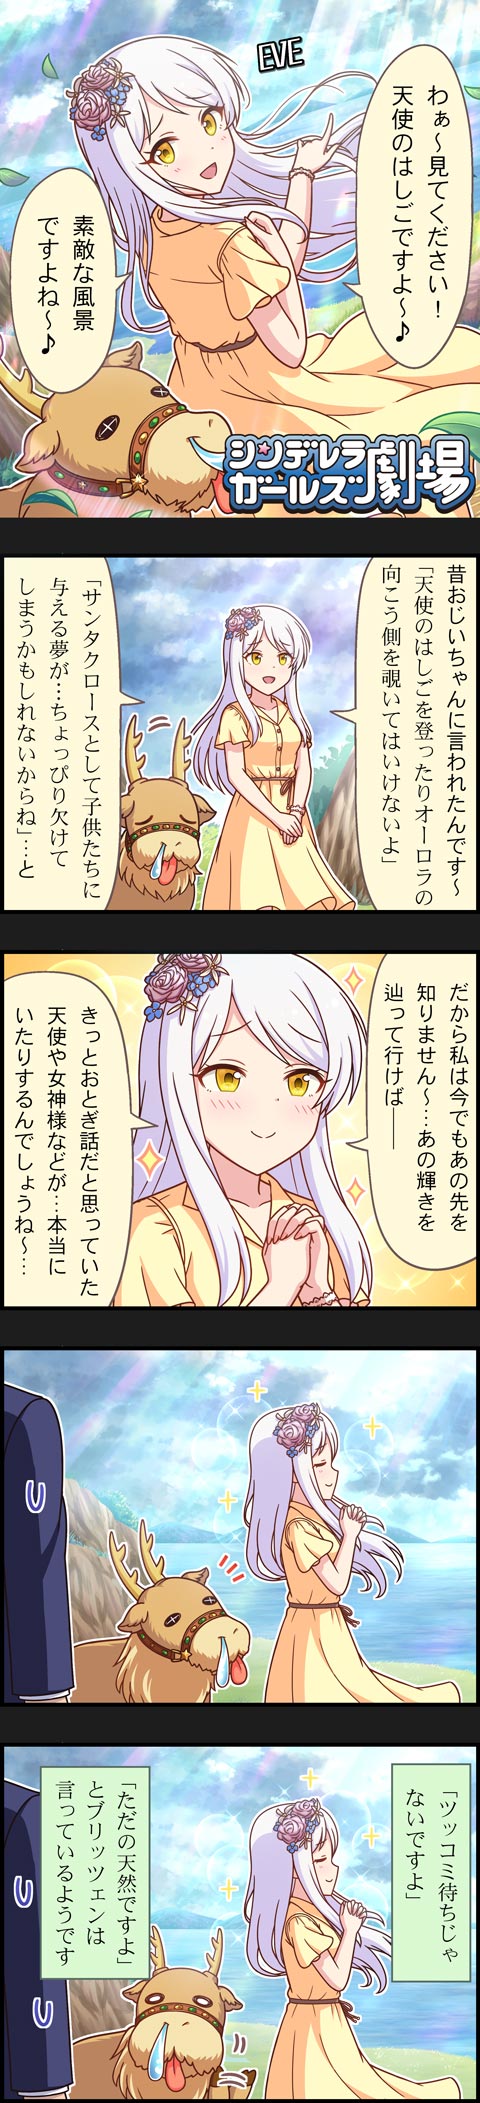 EVE
わぁ～見てください！
天使のはしごですよ～♪
素敵な風景
ですよね～♪
シンデレラ
ガールズ劇場
昔おじいちゃんに言われたんです～
「天使のはしごを登ったりオーロラの
向こう側を覗いてはいけないよ」
「サンタクロースとして子供たちに
与える夢が…ちょっぴり欠けて
しまうかもしれないからね」…と
だから私は今でもあの先を
知りません～…あの輝きを
辿って行けば――
きっとおとぎ話だと思っていた
天使や女神様などが…本当に
いたりするんでしょうね～…
「ツッコミ待ちじゃ
ないですよ」
「ただの天然ですよ」
とブリッツェンは
言っているようです